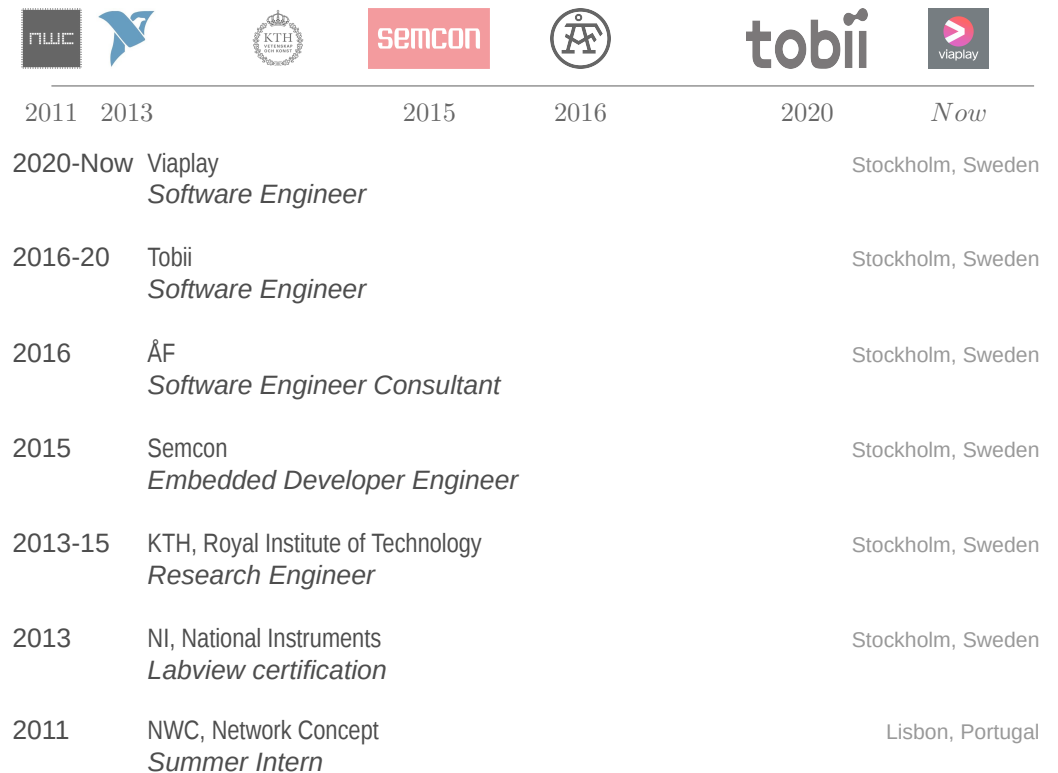 nwc
KTH
VETENSKAP
OCH KONST
semcon
ÅF
tobii
viaplay
2011 2013 2015 2016 2020 Now
2020-Now Viaplay Stockholm, Sweden
Software Engineer
2016-20 Tobii Stockholm, Sweden
Software Engineer
2016 ÅF Stockholm, Sweden
Software Engineer Consultant
2015 Semcon Stockholm, Sweden
Embedded Developer Engineer
2013-15 KTH, Royal Institute of Technology Stockholm, Sweden
Research Engineer
2013 NI, National Instruments Stockholm, Sweden
Labview certification
2011 NWC, Network Concept Lisbon, Portugal
Summer Intern